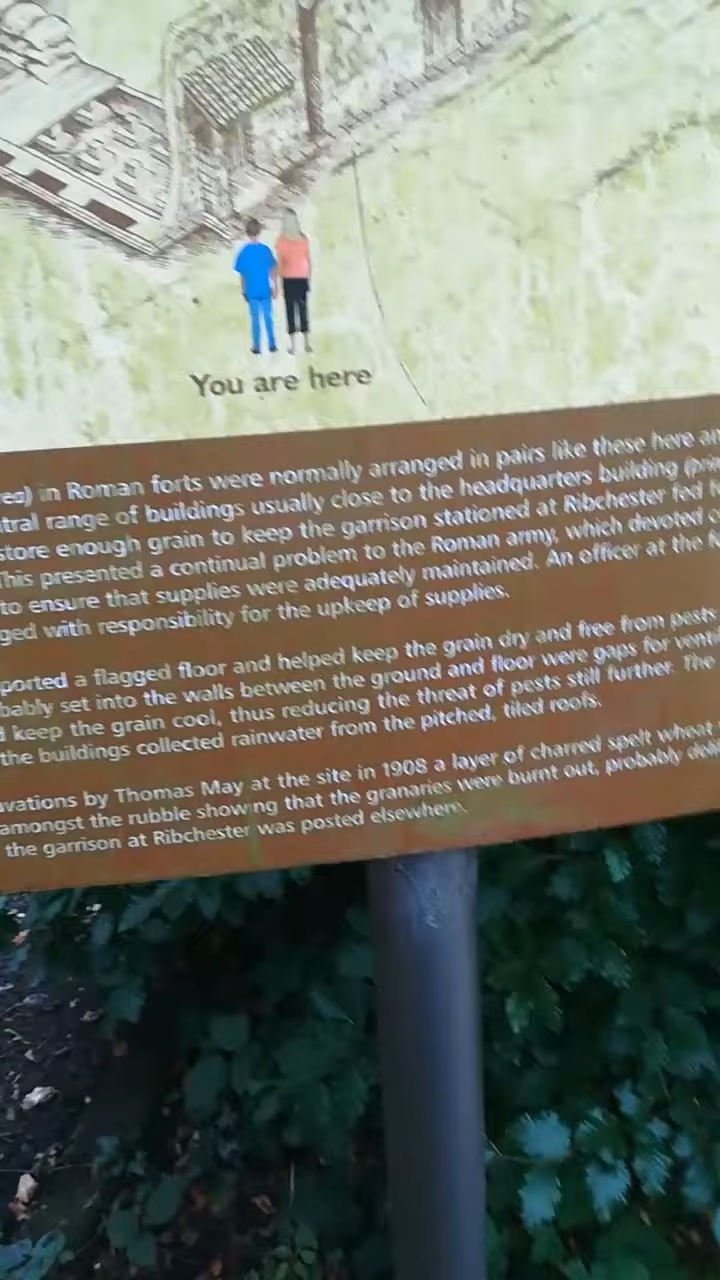 You are here
res) in Roman forts were normally arranged in pairs like these here an
tral range of buildings usually close to the headquarters building (prin
store enough grain to keep the garrison stationed at Ribchester fed
This presented a continual problem to the Roman army, which devoted
to ensure that supplies were adequately maintained. An officer at the
ged with responsibility for the upkeep of supplies.
ported a flagged floor and helped keep the grain dry and free from pests
bably set into the walls between the ground and floor were gaps for vent
d keep the grain cool, thus reducing the threat of pests still further. The
the buildings collected rainwater from the pitched, tiled roofs.
avations by Thomas May at the site in 1908 a layer of charred spelt wheat
amongst the rubble showing that the granaries were burnt out, probably deli
the garrison at Ribchester was posted elsewhere.